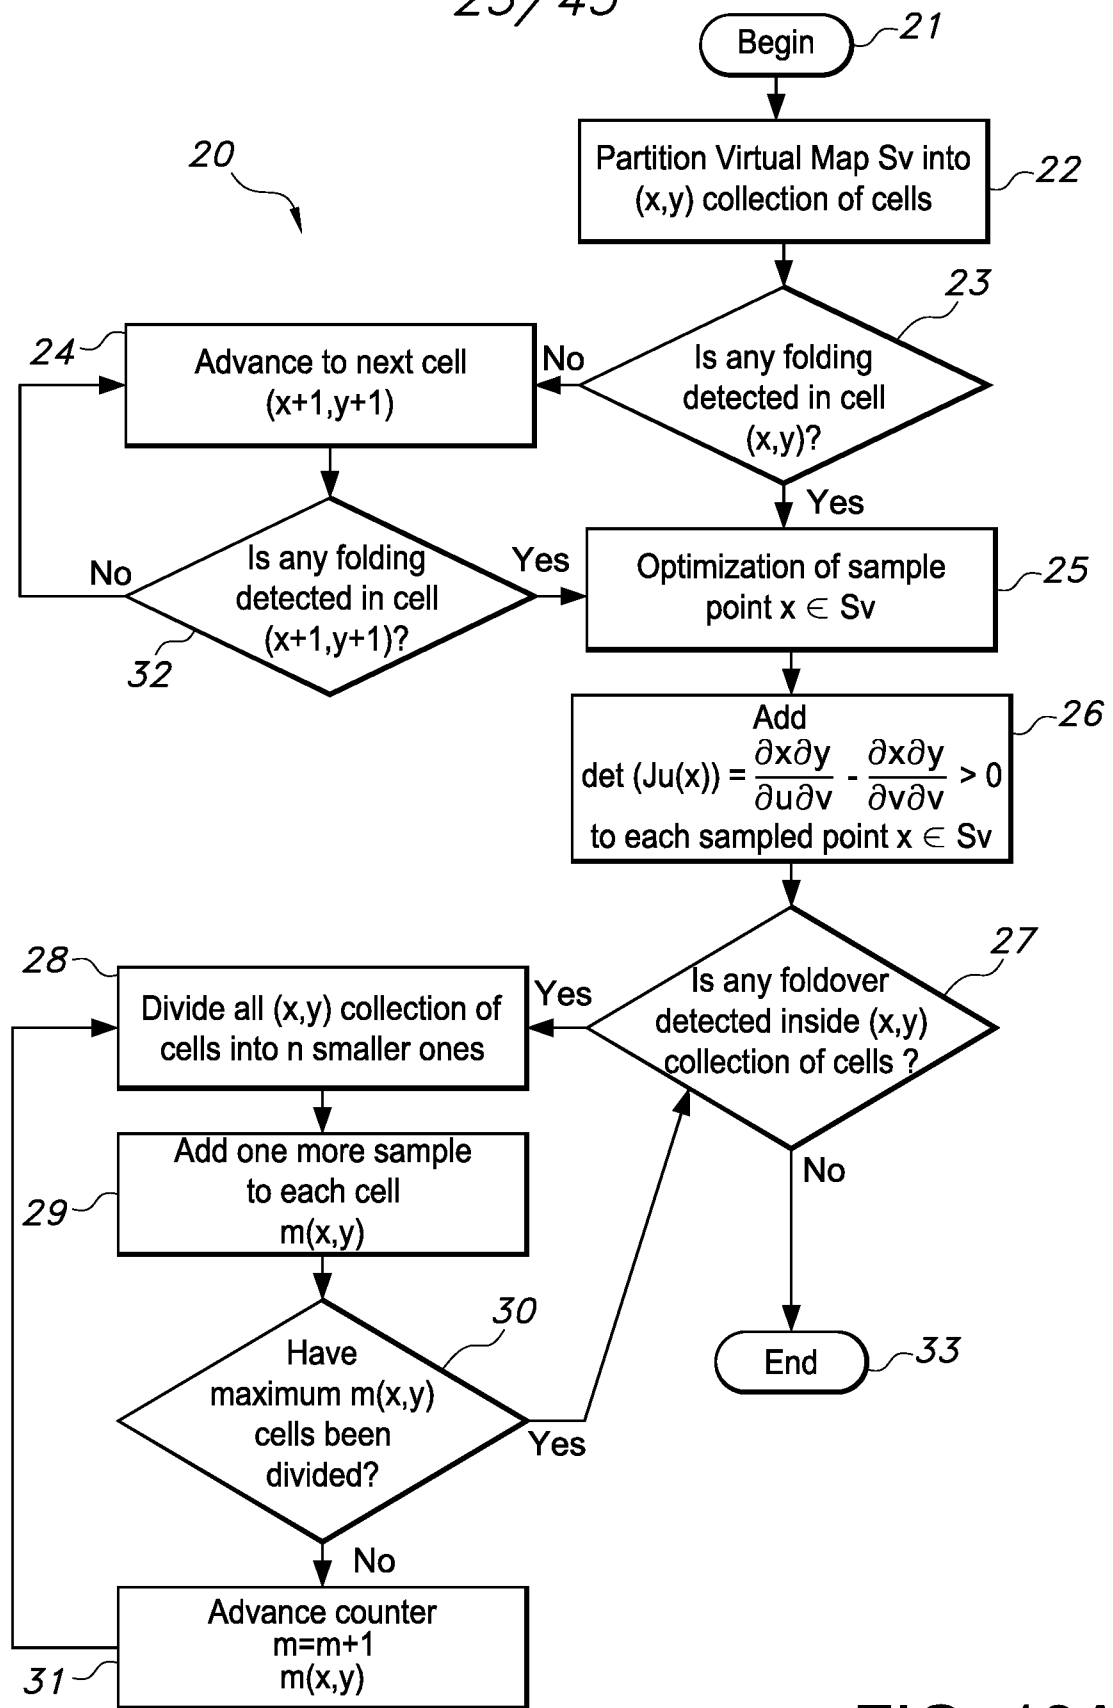 25/45
Begin
21
Partition Virtual Map Sv into
(x,y) collection of cells
22
20
23
Is any folding
detected in cell
(x,y)?
No
Yes
24
Advance to next cell
(x+1,y+1)
Is any folding
detected in cell
(x+1,y+1)?
No
Yes
32
Optimization of sample
point x ∈ Sv
25
Add
det (Ju(x)) = ∂x∂y/∂u∂v - ∂x∂y/∂v∂v > 0
to each sampled point x ∈ Sv
26
27
Is any foldover
detected inside (x,y)
collection of cells ?
Yes
No
28
Divide all (x,y) collection of
cells into n smaller ones
Add one more sample
to each cell
m(x,y)
29
30
Have
maximum m(x,y)
cells been
divided?
Yes
No
End
33
Advance counter
m=m+1
m(x,y)
31